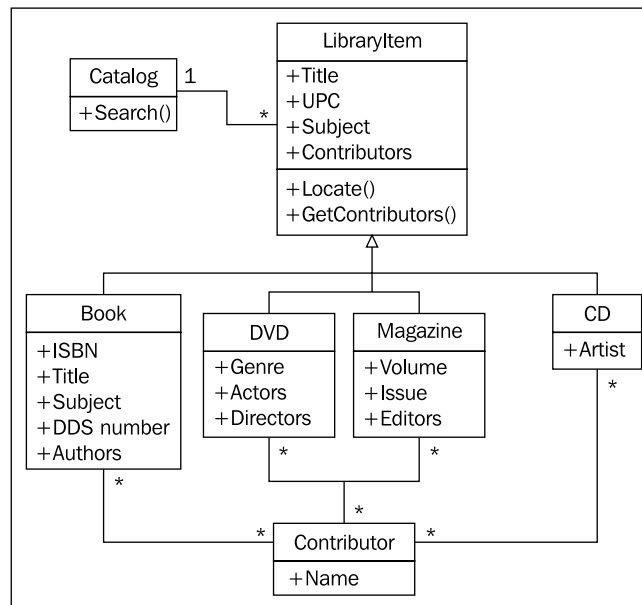 LibraryItem
+Title
+UPC
+Subject
+Contributors
+Locate()
+GetContributors()
Catalog
+Search()
1
*
Book
+ISBN
+Title
+Subject
+DDS number
+Authors
*
DVD
+Genre
+Actors
+Directors
*
Magazine
+Volume
+Issue
+Editors
*
CD
+Artist
*
*
*
*
Contributor
+Name